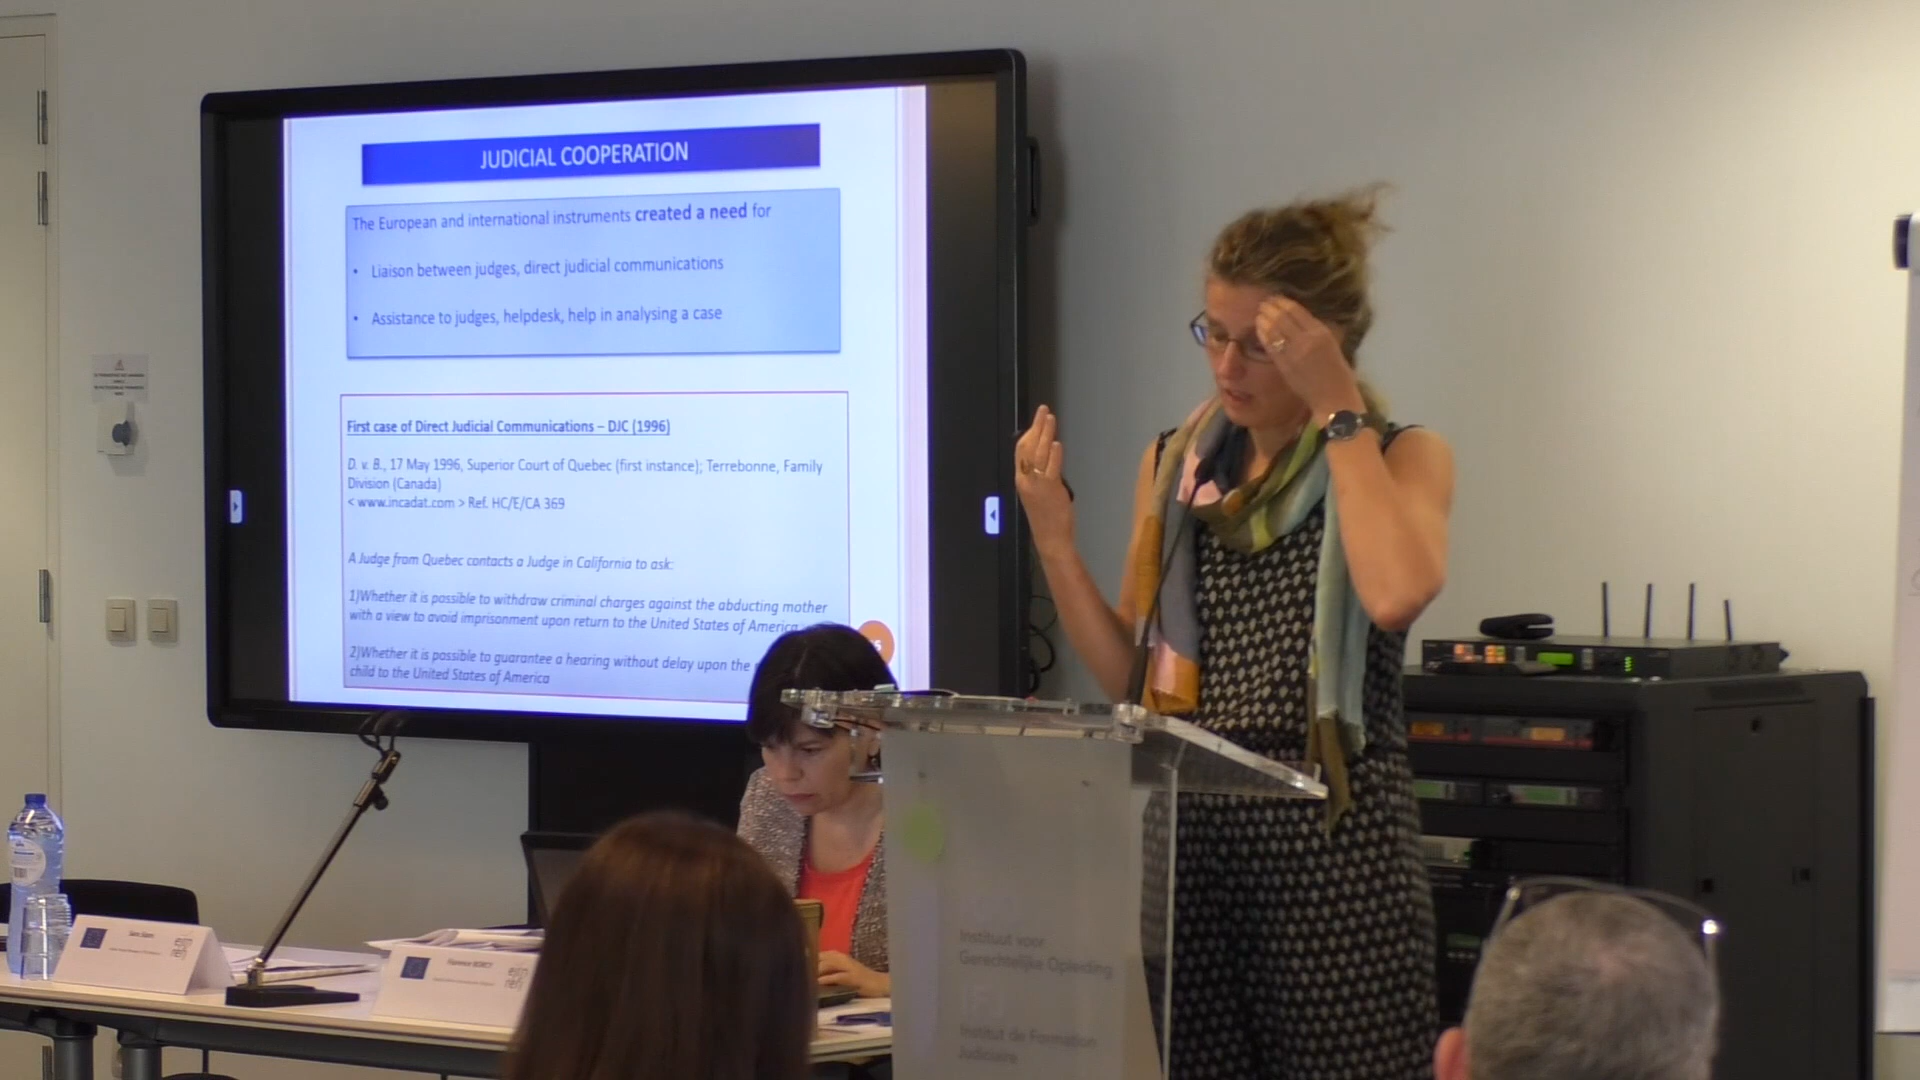 JUDICIAL COOPERATION
The European and international instruments created a need for
• Liaison between judges, direct judicial communications
• Assistance to judges, helpdesk, help in analysing a case
First case of Direct Judicial Communications – DJC (1996)
D. v. B., 17 May 1996, Superior Court of Quebec (first instance); Terrebonne, Family
Division (Canada)
< www.incadat.com > Ref. HC/E/CA 369
A Judge from Quebec contacts a Judge in California to ask:
1)Whether it is possible to withdraw criminal charges against the abducting mother
with a view to avoid imprisonment upon return to the United States of America
2)Whether it is possible to guarantee a hearing without delay upon the
child to the United States of America
Instituut voor
Gerechtelijke Opleiding
Institut de Formation
Judiciaire